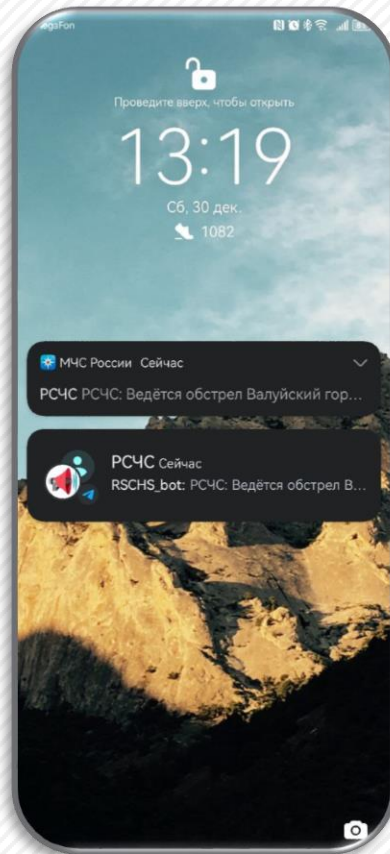 MegaFon
Проведите вверх, чтобы открыть
13:19
Сб, 30 дек.
1082
МЧС России Сейчас
РСЧС РСЧС: Ведётся обстрел Валуйский гор...
РСЧС Сейчас
RSCHS_bot: РСЧС: Ведётся обстрел В...